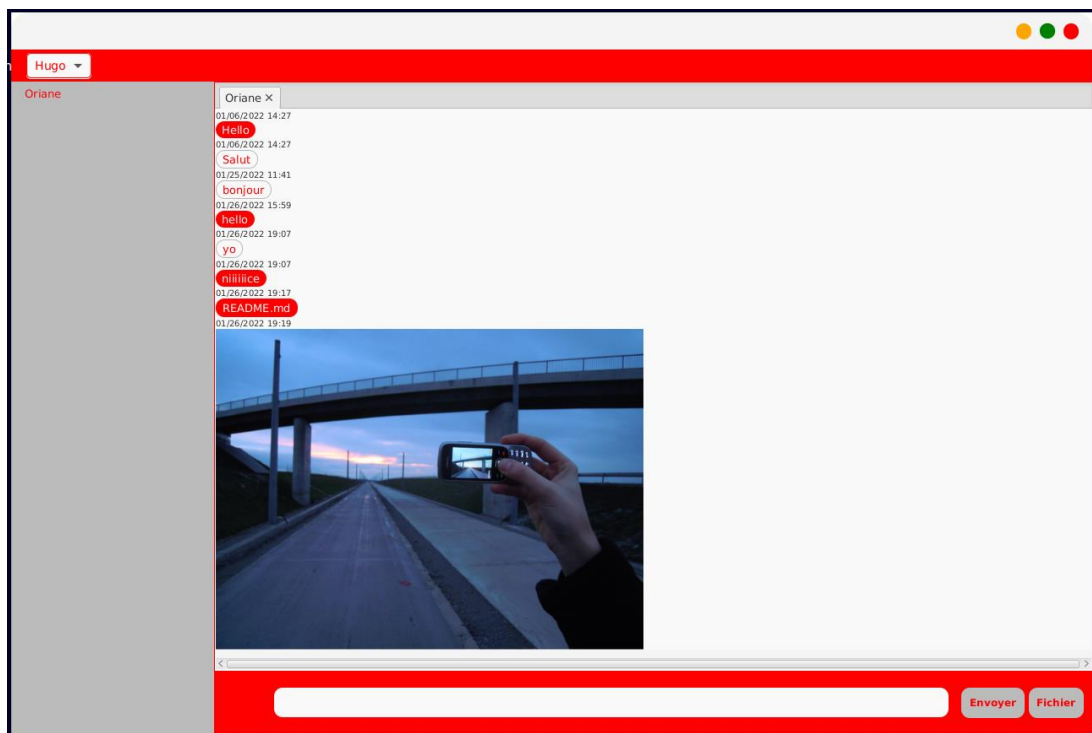 Hugo
Oriane
Oriane
01/06/2022 14:27
Hello
01/06/2022 14:27
Salut
01/25/2022 11:41
bonjour
01/26/2022 15:59
hello
01/26/2022 19:07
yo
01/26/2022 19:07
niiiiiice
01/26/2022 19:17
README.md
01/26/2022 19:19
Envoyer Fichier